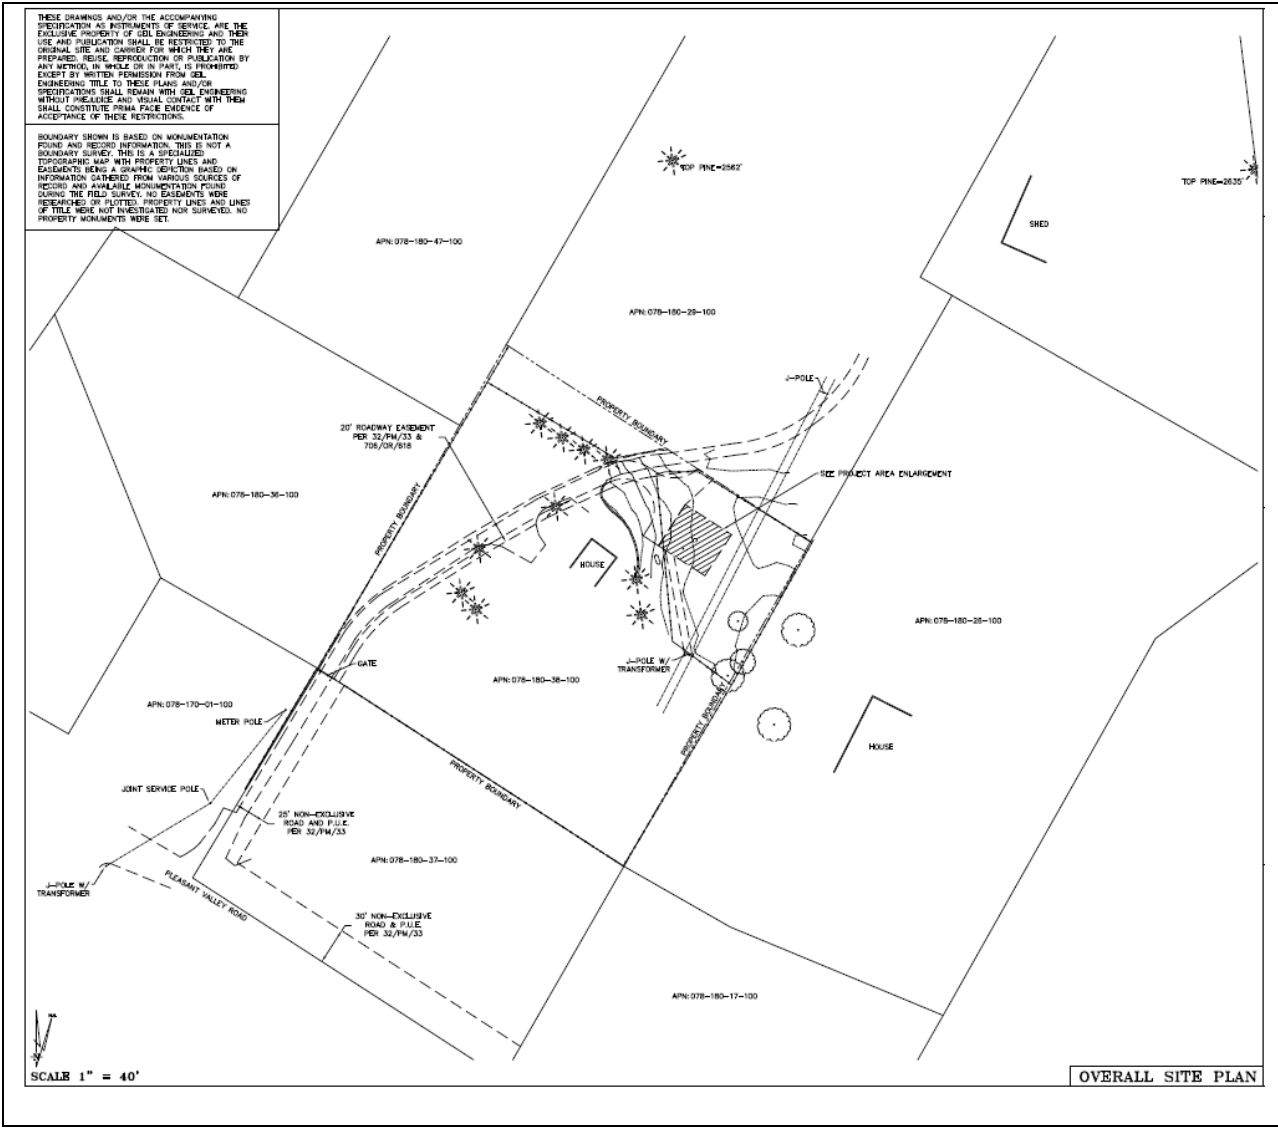 THESE DRAWINGS AND/OR THE ACCOMPANYING
SPECIFICATION AS INSTRUMENTS OF SERVICE, ARE THE
EXCLUSIVE PROPERTY OF GEIL ENGINEERING AND THEIR
USE AND PUBLICATION SHALL BE RESTRICTED TO THE
ORIGINAL SITE AND CARRIER FOR WHICH THEY ARE
PREPARED. REUSE, REPRODUCTION OR PUBLICATION BY
ANY METHOD, IN WHOLE OR IN PART, IS PROHIBITED
EXCEPT BY WRITTEN PERMISSION FROM GEIL
ENGINEERING TITLE TO THESE PLANS AND/OR
SPECIFICATIONS SHALL REMAIN WITH GEIL ENGINEERING
WITHOUT PREJUDICE AND VISUAL CONTACT WITH THEM
SHALL CONSTITUTE PRIMA FACIE EVIDENCE OF
ACCEPTANCE OF THESE RESTRICTIONS.
BOUNDARY SHOWN IS BASED ON MONUMENTATION
FOUND AND RECORD INFORMATION. THIS IS NOT A
BOUNDARY SURVEY. THIS IS A SPECIALIZED
TOPOGRAPHIC MAP WITH PROPERTY LINES AND
EASEMENTS BEING A GRAPHIC DEPICTION BASED ON
INFORMATION GATHERED FROM VARIOUS SOURCES OF
RECORD AND AVAILABLE MONUMENTATION FOUND
DURING THE FIELD SURVEY. NO EASEMENTS WERE
RESEARCHED OR PLOTTED. PROPERTY LINES AND LINES
OF TITLE WERE NOT INVESTIGATED NOR SURVEYED. NO
PROPERTY MONUMENTS WERE SET.
TOP PINE=2562'
TOP PINE=2635'
SHED
APN: 078-180-47-100
APN: 078-180-29-100
J-POLE
PROPERTY BOUNDARY
20' ROADWAY EASEMENT
PER 32/PM/33 &
706/OR/618
SEE PROJECT AREA ENLARGEMENT
APN: 078-180-36-100
PROPERTY BOUNDARY
HOUSE
APN: 078-180-26-100
GATE
J-POLE W/
TRANSFORMER
APN: 078-180-38-100
APN: 078-170-01-100
METER POLE
PROPERTY BOUNDARY
HOUSE
PROPERTY BOUNDARY
JOINT SERVICE POLE
25' NON-EXCLUSIVE
ROAD AND P.U.E.
PER 32/PM/33
APN: 078-180-37-100
J-POLE W/
TRANSFORMER
PLEASANT VALLEY ROAD
30' NON-EXCLUSIVE
ROAD & P.U.E.
PER 32/PM/33
APN: 078-180-17-100
SCALE 1" = 40'
OVERALL SITE PLAN